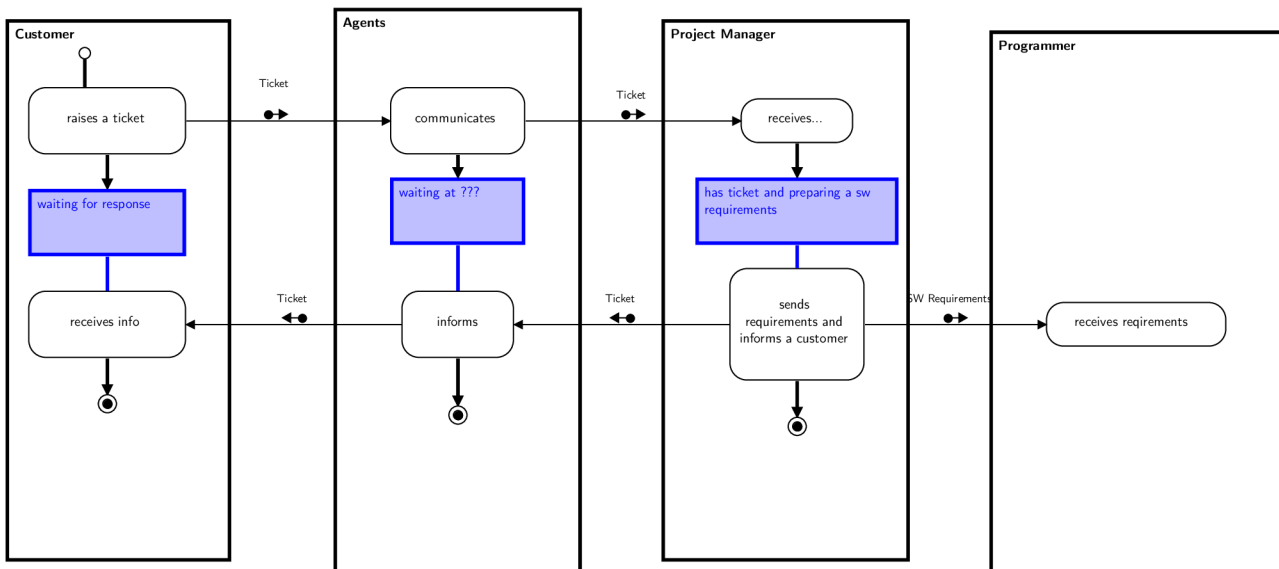 Customer
Agents
Project Manager
Programmer
Ticket
Ticket
raises a ticket
communicates
receives...
waiting for response
waiting at ???
has ticket and preparing a sw
requirements
Ticket
Ticket
SW Requirements
receives info
informs
sends
requirements and
informs a customer
receives reqirements